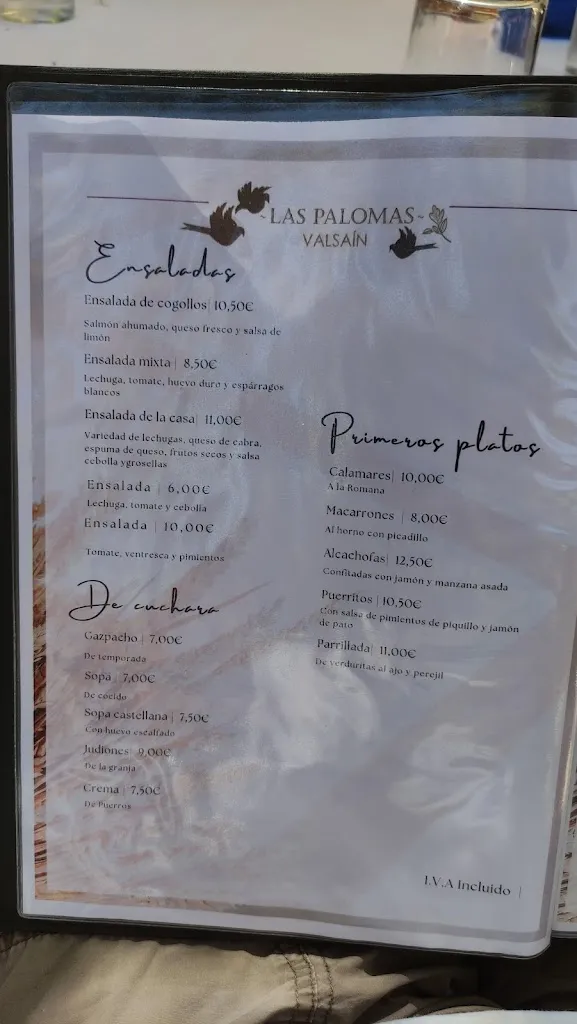 LAS PALOMAS
VALSAÍN
Ensaladas
Ensalada de cogollos| 10,50€
Salmon ahumado, queso fresco y salsa de
limón
Ensalada mixta | 8,50€
Lechuga, tomate, huevo duro y espárragos
blancos
Ensalada de la casa| 11,00€
Variedad de lechugas, queso de cabra,
espuma de queso, frutos secos y salsa
cebolla ygrosellas
Ensalada | 6,00€
Lechuga, tomate y cebolla
Ensalada | 10,00€
Tomate, ventresca y pimientos
De cuchara
Gazpacho | 7,00€
De temporada
Sopa | 7,00€
De cocido
Sopa castellana | 7,50€
Con huevo escalfado
Judiones| 9,00€
De la granja
Crema | 7,50€
De Puerros
Primeros platos
Calamares| 10,00€
A la Romana
Macarrones | 8,00€
Al horno con picadillo
Alcachofas| 12,50€
Confitadas con jamón y manzana asada
Puerritos | 10,50€
Con salsa de pimientos de piquillo y jamón
de pato
Parrillada| 11,00€
De verduritas al ajo y perejil
I.V.A Incluido |